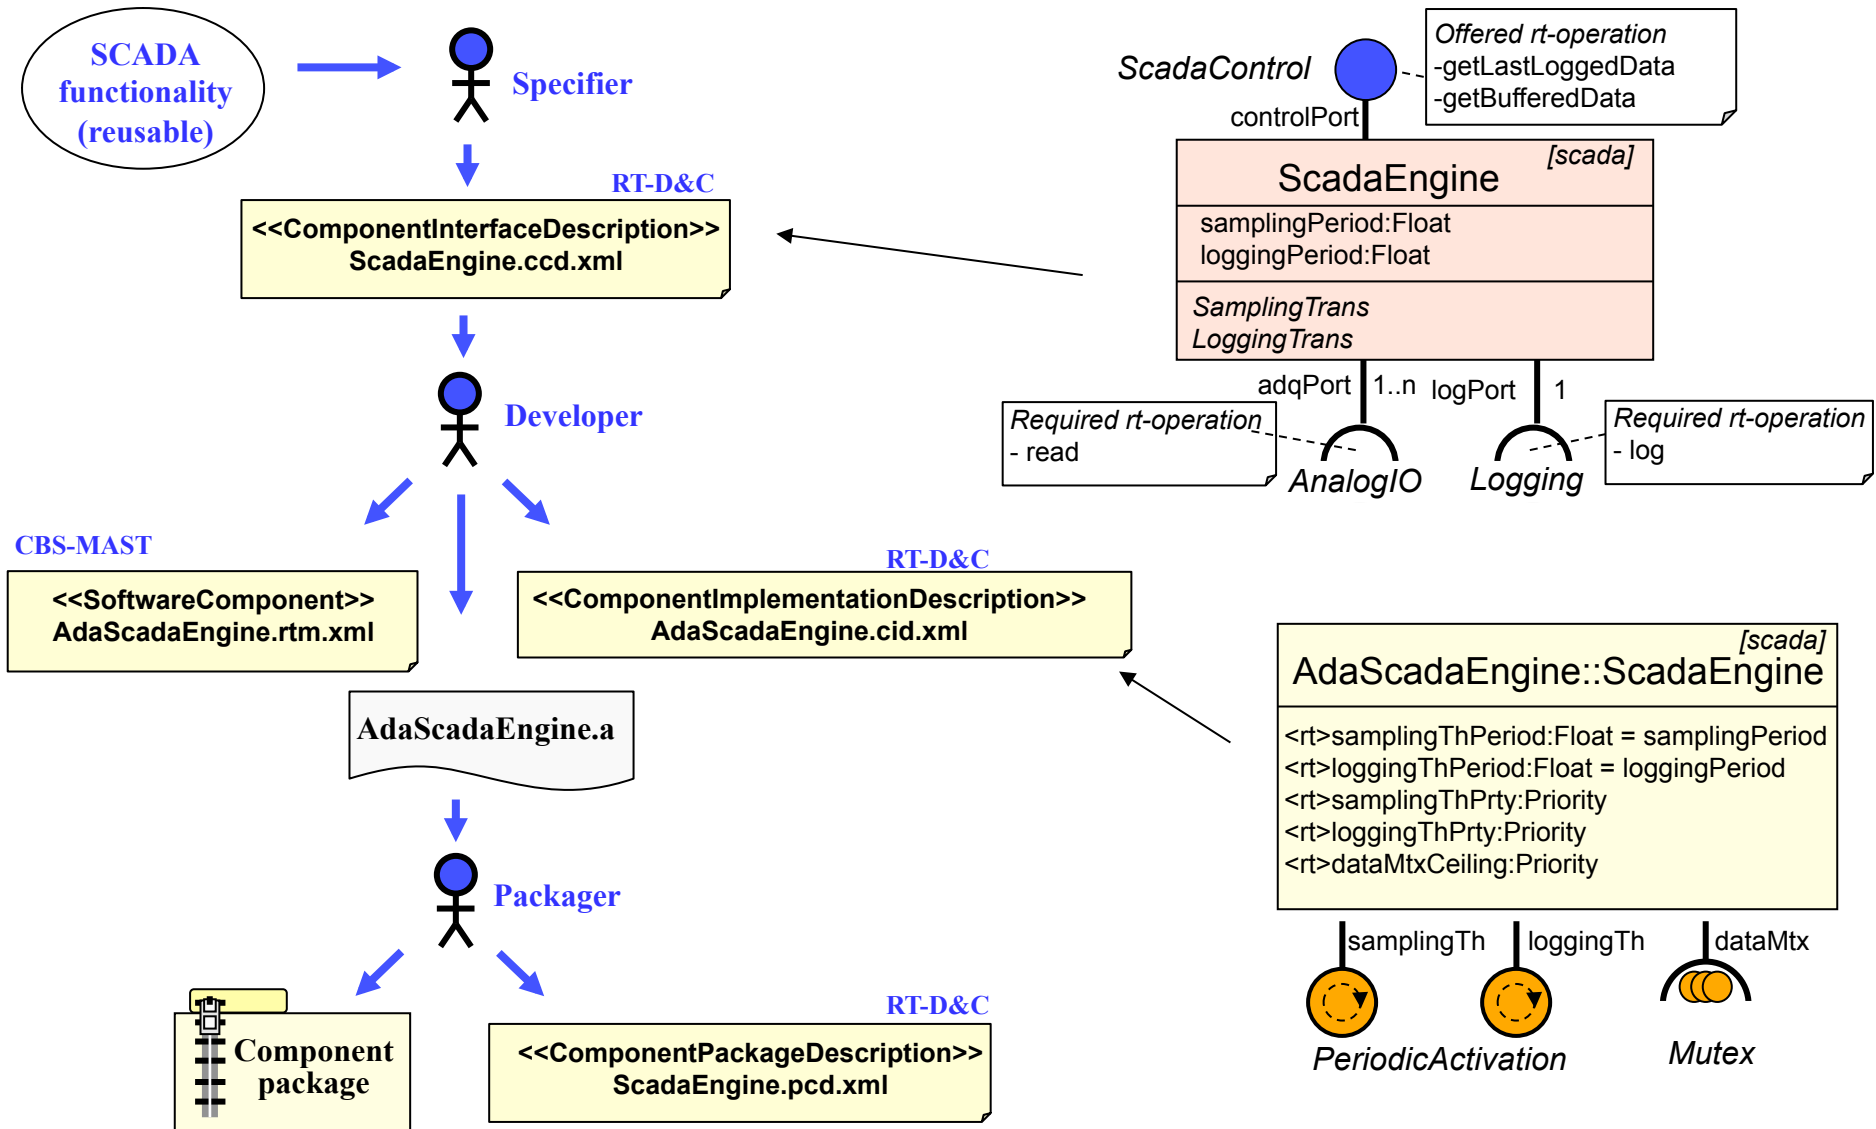 SCADA
functionality
(reusable)
Specifier
RT-D&C
<<ComponentInterfaceDescription>>
ScadaEngine.ccd.xml
Developer
CBS-MAST
<<SoftwareComponent>>
AdaScadaEngine.rtm.xml
RT-D&C
<<ComponentImplementationDescription>>
AdaScadaEngine.cid.xml
AdaScadaEngine.a
Packager
Component
package
RT-D&C
<<ComponentPackageDescription>>
ScadaEngine.pcd.xml
ScadaControl
controlPort
Offered rt-operation
-getLastLoggedData
-getBufferedData
[scada]
ScadaEngine
samplingPeriod:Float
loggingPeriod:Float
SamplingTrans
LoggingTrans
adqPort 1..n logPort 1
Required rt-operation
- read
AnalogIO
Logging
Required rt-operation
- log
[scada]
AdaScadaEngine::ScadaEngine
<rt>samplingThPeriod:Float = samplingPeriod
<rt>loggingThPeriod:Float = loggingPeriod
<rt>samplingThPrty:Priority
<rt>loggingThPrty:Priority
<rt>dataMtxCeiling:Priority
samplingTh loggingTh dataMtx
PeriodicActivation Mutex